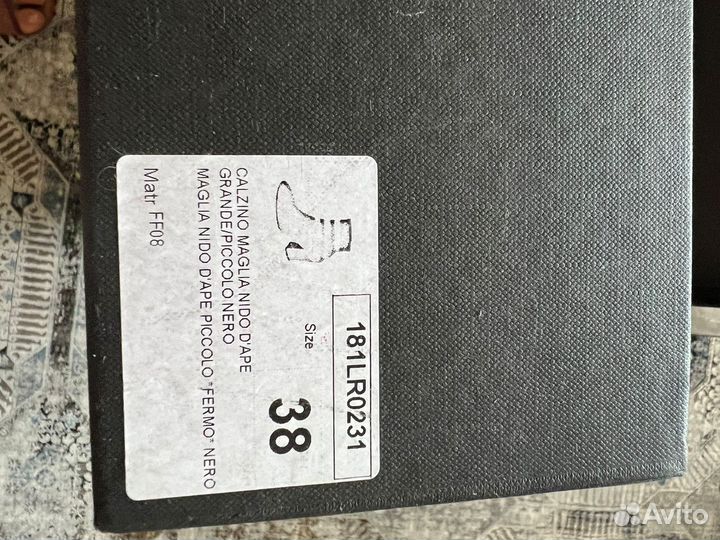 181LR0231
Size 38
CALZINO MAGLIA NIDO D'APE
GRANDE/PICCOLO NERO
MAGLIA NIDO D'APE PICCOLO "FERMO" NERO
Matr FF08
Avito